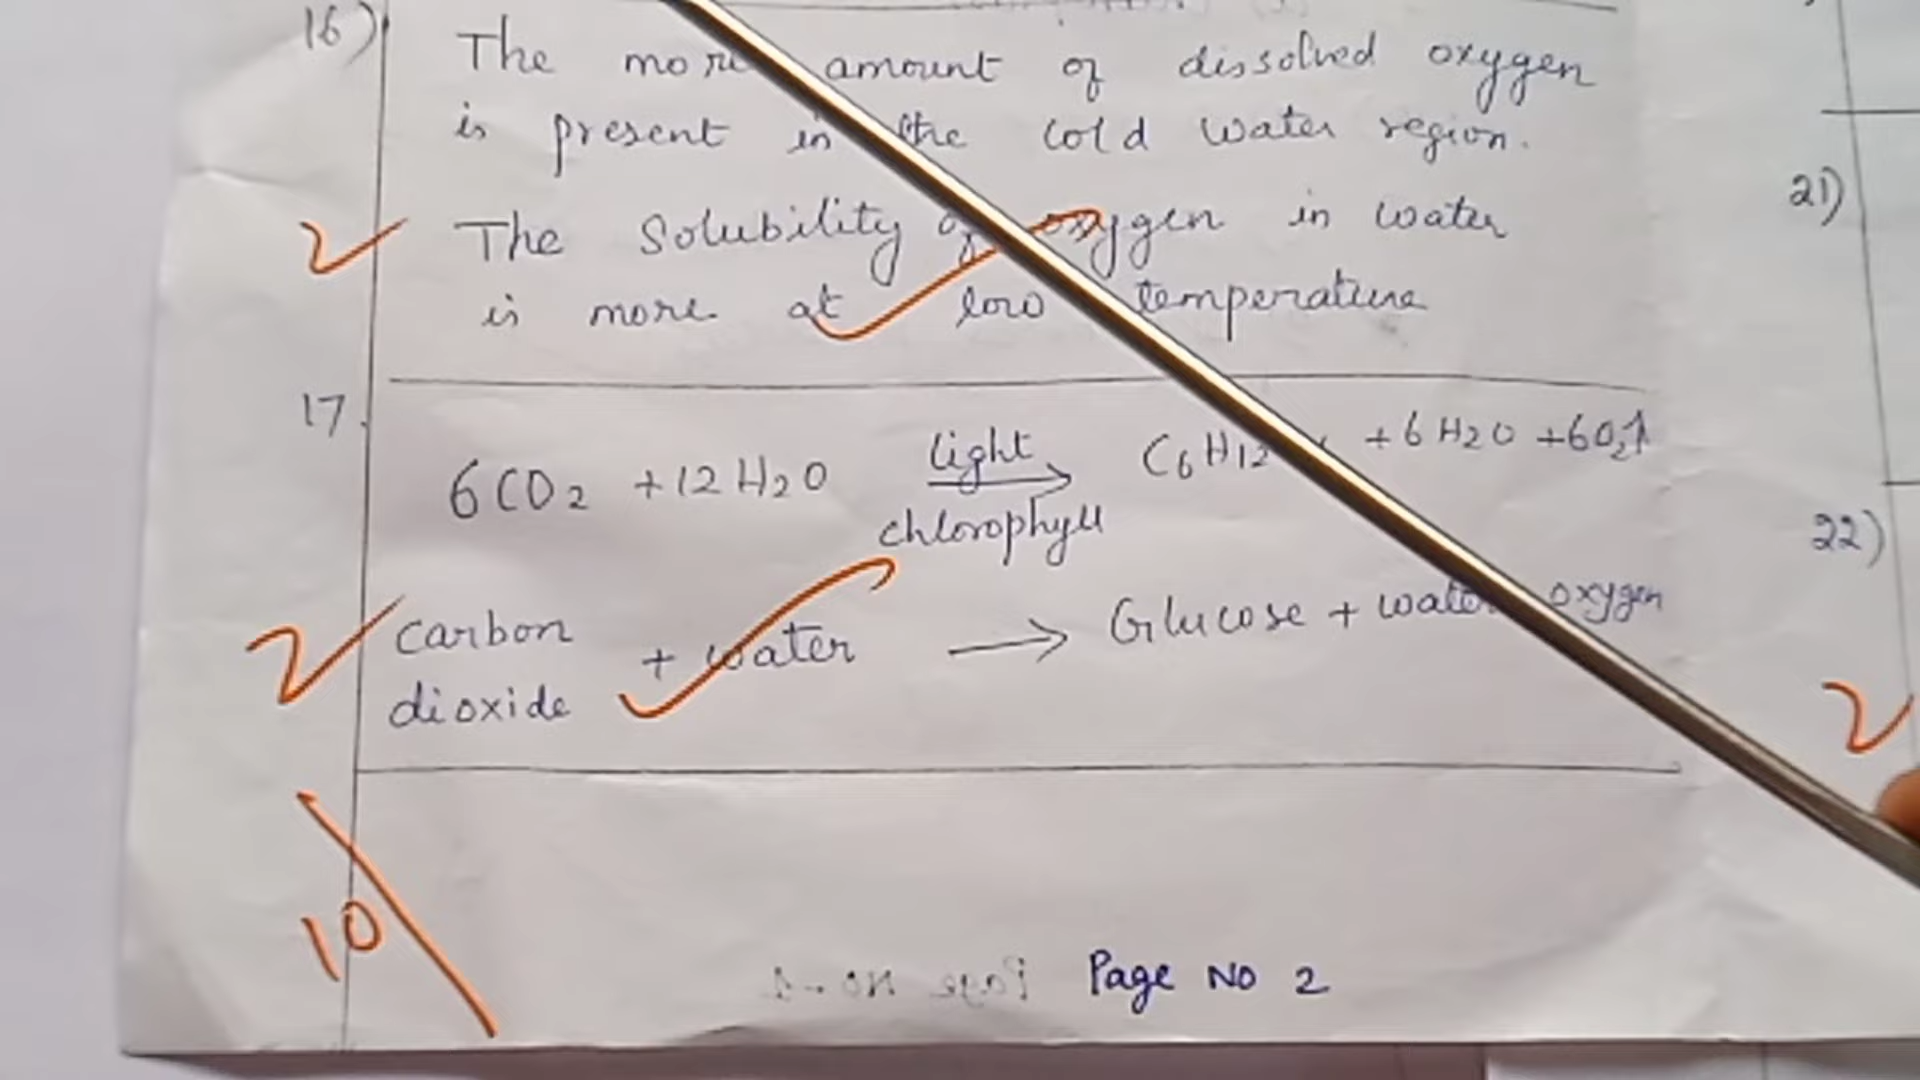 16)
The more amount of dissolved oxygen
is present in the cold water region.
2 The Solubility of oxygen in water
is more at low temperature
17.
6CO2 +12H2O light C6H12 +6H2O +6O2↑
chlorophyll
2 carbon + water → Glucose + water oxygen
dioxide
10
Page No 2
21)
22)
2